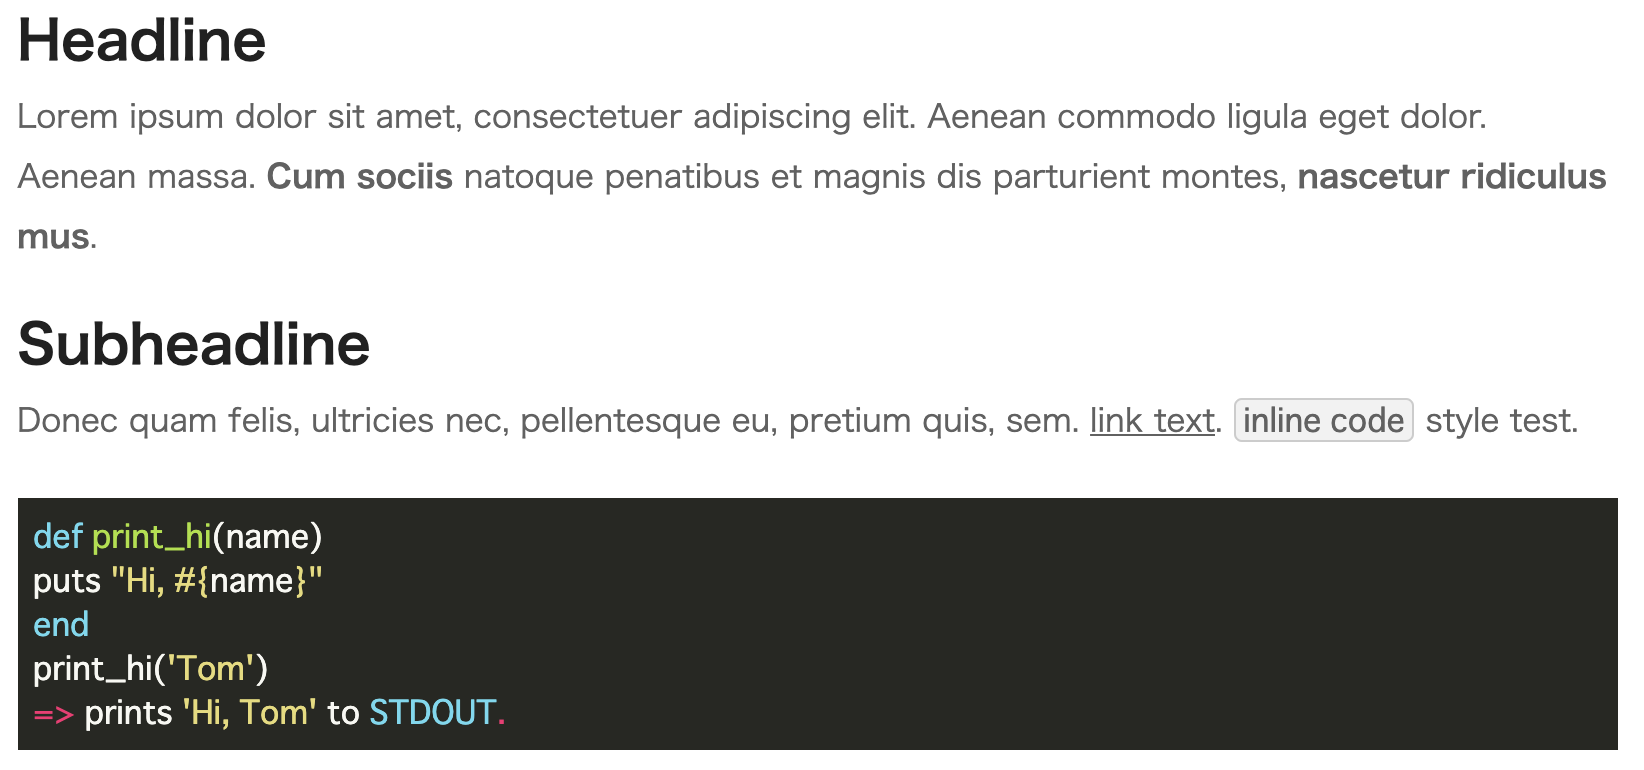 Headline
Lorem ipsum dolor sit amet, consectetuer adipiscing elit. Aenean commodo ligula eget dolor.
Aenean massa. Cum sociis natoque penatibus et magnis dis parturient montes, nascetur ridiculus
mus.
Subheadline
Donec quam felis, ultricies nec, pellentesque eu, pretium quis, sem. link text. inline code style test.
def print_hi(name)
puts "Hi, #{name}"
end
print_hi('Tom')
=> prints 'Hi, Tom' to STDOUT.